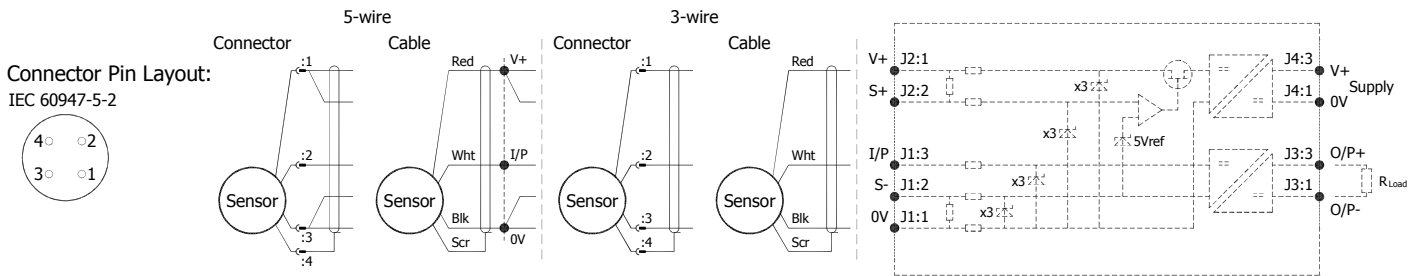 5-wire
3-wire
Connector
Cable
Connector
Cable
Connector Pin Layout:
IEC 60947-5-2
4
2
3
1
:1
:2
:3
:4
Sensor
Red
Wht
Blk
Scr
Sensor
V+
I/P
0V
:1
:2
:3
:4
Sensor
Red
Wht
Blk
Scr
Sensor
V+ J2:1
S+ J2:2
I/P J1:3
S- J1:2
0V J1:1
x3
x3
x3
x3
5Vref
J4:3 V+
Supply
J4:1 0V
J3:3 O/P+
RLoad
J3:1 O/P-